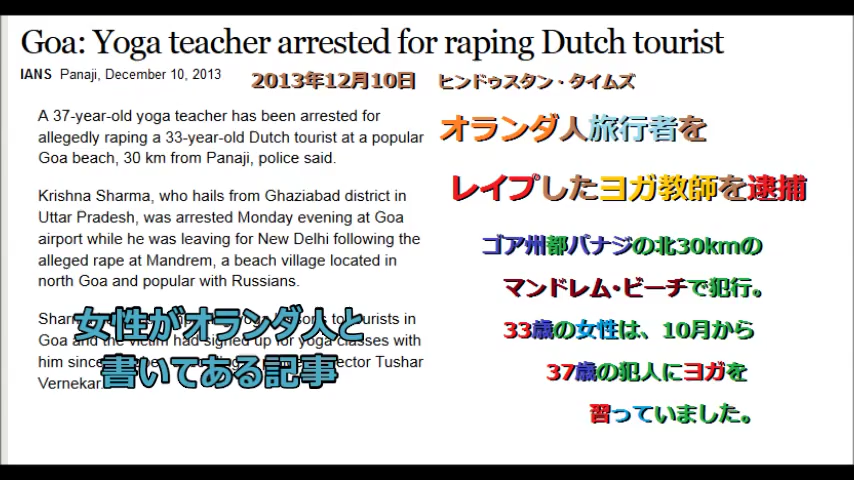 Goa: Yoga teacher arrested for raping Dutch tourist
IANS Panaji, December 10, 2013
2013年12月10日 ヒンドゥスタン・タイムズ
A 37-year-old yoga teacher has been arrested for
allegedly raping a 33-year-old Dutch tourist at a popular
Goa beach, 30 km from Panaji, police said.
Krishna Sharma, who hails from Ghaziabad district in
Uttar Pradesh, was arrested Monday evening at Goa
airport while he was leaving for New Delhi following the
alleged rape at Mandrem, a beach village located in
north Goa and popular with Russians.
Sharma yoga lessons to tourists in
Goa and the victim had signed up for yoga classes with
him since Tushar
Vernekar.
女性がオランダ人と
書いてある記事
オランダ人旅行者を
レイプしたヨガ教師を逮捕
ゴア州都パナジの北30kmの
マンドレム・ビーチで犯行。
33歳の女性は、10月から
37歳の犯人にヨガを
習っていました。